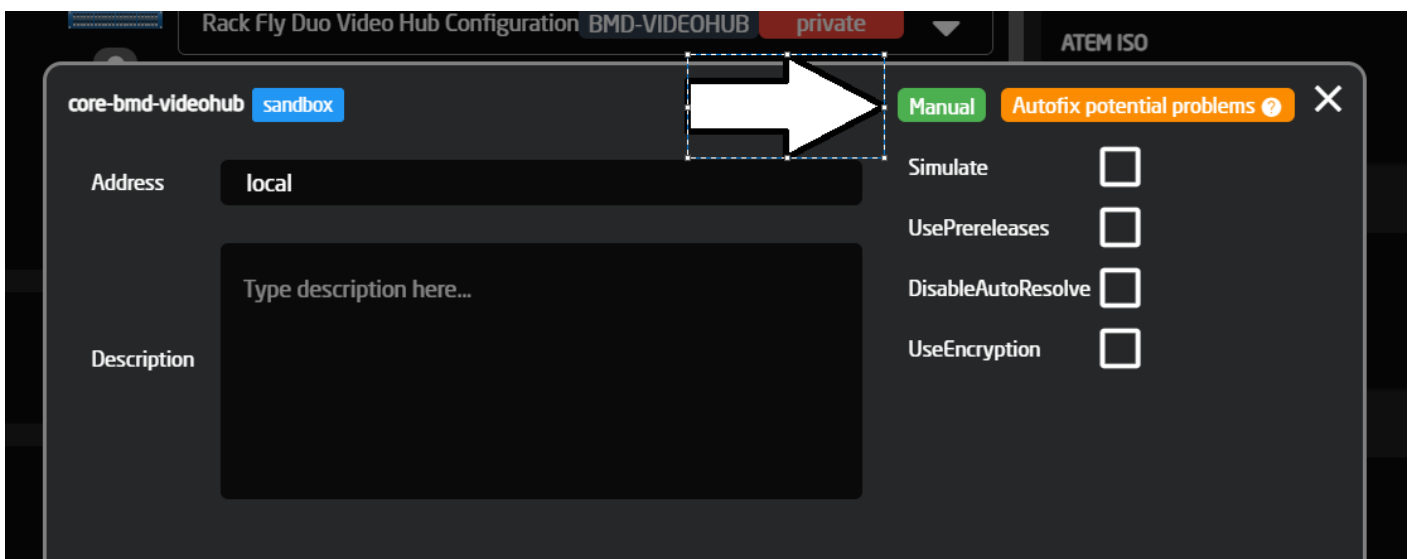 Rack Fly Duo Video Hub Configuration BMD-VIDEOHUB private
ATEM ISO
core-bmd-videohub sandbox Manual Autofix potential problems ?
Address local
Simulate
UsePrereleases
Type description here...
DisableAutoResolve
Description
UseEncryption